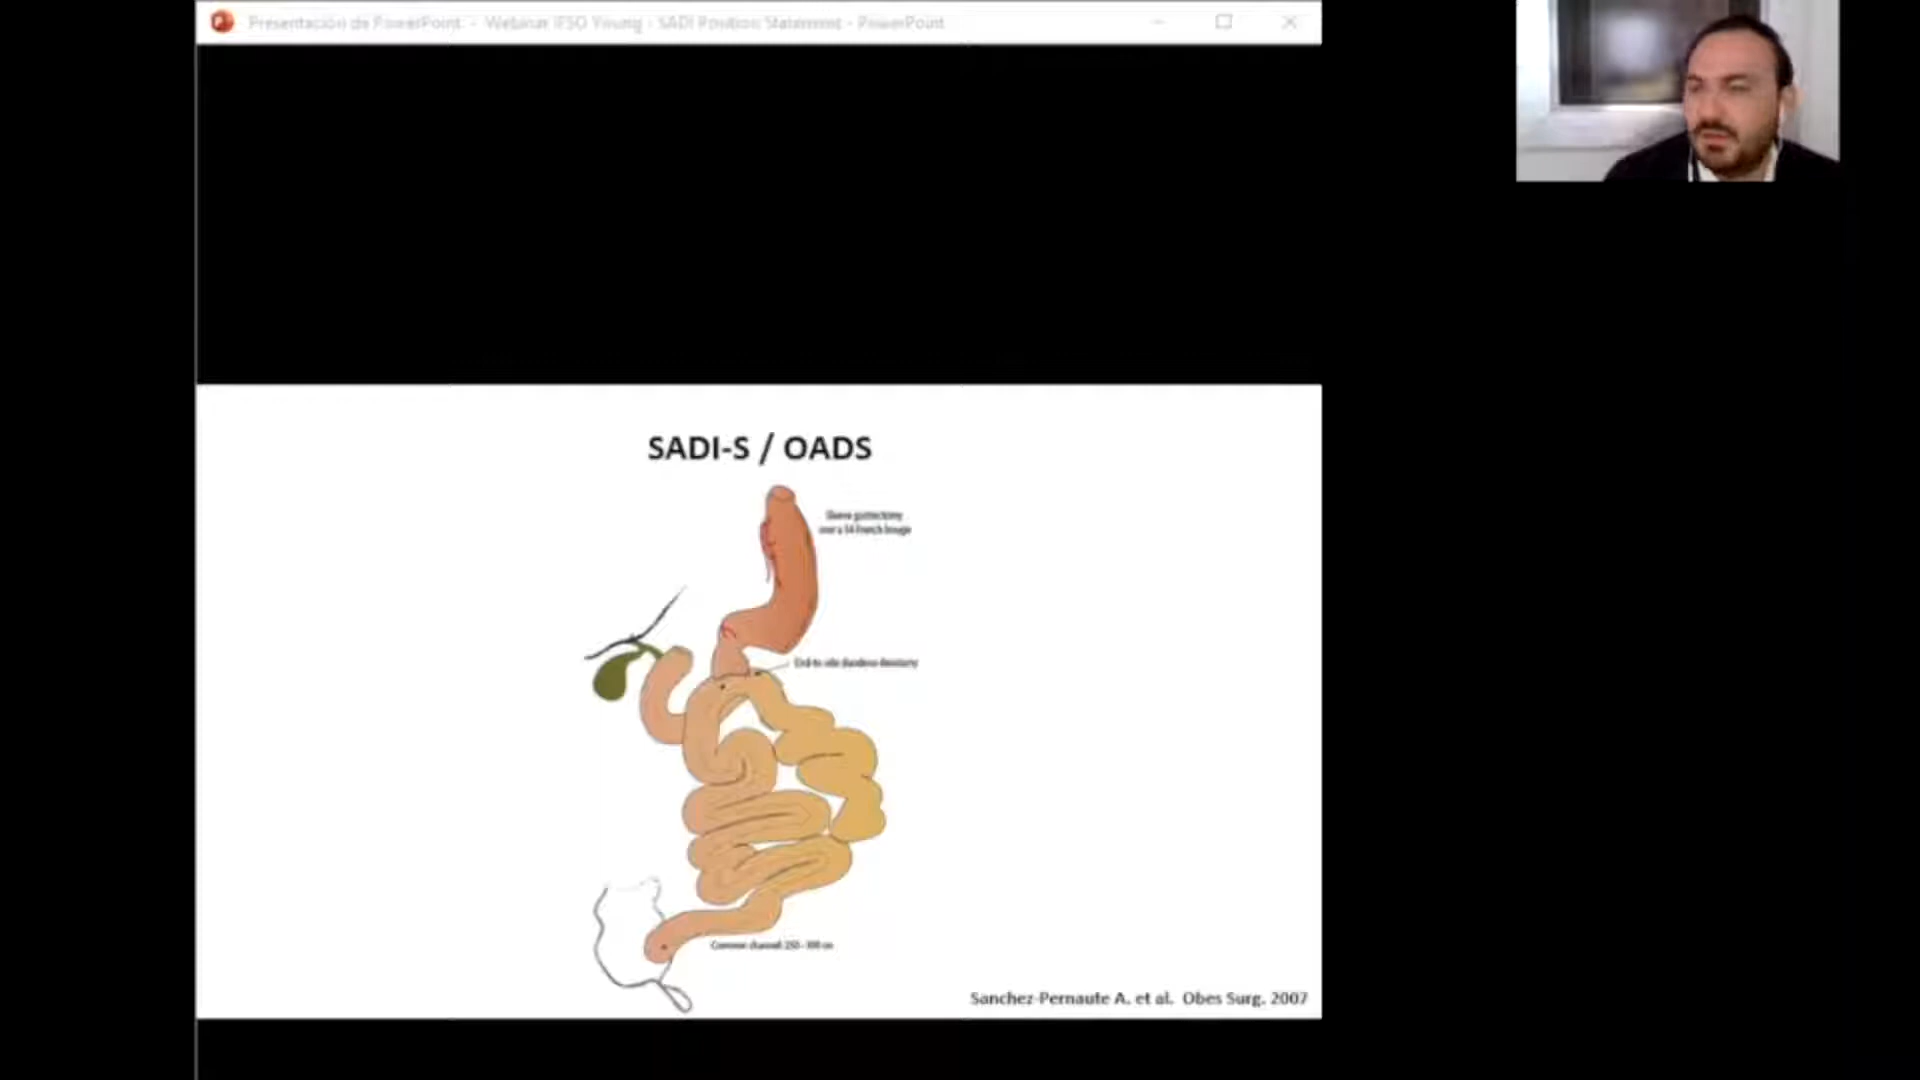 Presentación de PowerPoint - Webinar IFSO Young - SADI Position Statement - PowerPoint
SADI-S / OADS
Sleeve gastrectomy
over a 54 French bougie
End-to-side duodeno-ileostomy
Common channel: 250 - 300 cm
Sanchez-Pernaute A. et al. Obes Surg. 2007